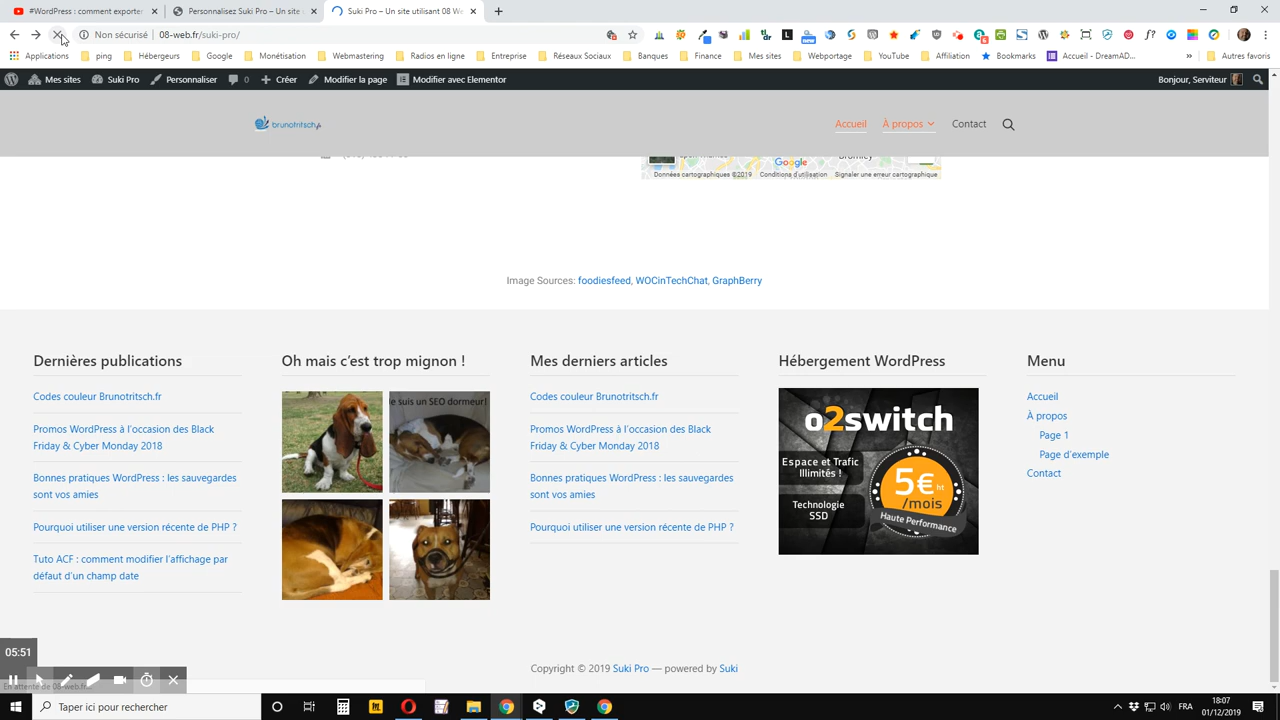 #WordPress : comment exporter
Personnalisez Suki Pro – Un site
Suki Pro – Un site utilisant 08 We
Non sécurisé
08-web.fr/suki-pro/
Applications
ping
Hébergeurs
Google
Monétisation
Webmastering
Radios en ligne
Entreprise
Réseaux Sociaux
Banques
Finance
Mes sites
Webportage
YouTube
Affiliation
Bookmarks
Accueil - DreamAD...
»
Autres favoris
Mes sites
Suki Pro
Personnaliser
0
Créer
Modifier la page
Modifier avec Elementor
Bonjour, Serviteur
brunotritsch.fr
Accueil
À propos
Contact
Bromley
Google
Données cartographiques ©2019
Conditions d'utilisation
Signaler une erreur cartographique
Image Sources: foodiesfeed, WOCinTechChat, GraphBerry
Dernières publications
Codes couleur Brunotritsch.fr
Promos WordPress à l’occasion des Black
Friday & Cyber Monday 2018
Bonnes pratiques WordPress : les sauvegardes
sont vos amies
Pourquoi utiliser une version récente de PHP ?
Tuto ACF : comment modifier l’affichage par
défaut d’un champ date
Oh mais c’est trop mignon !
Je suis un SEO dormeur!
Mes derniers articles
Codes couleur Brunotritsch.fr
Promos WordPress à l’occasion des Black
Friday & Cyber Monday 2018
Bonnes pratiques WordPress : les sauvegardes
sont vos amies
Pourquoi utiliser une version récente de PHP ?
Hébergement WordPress
o2switch
Espace et Trafic
Illimités !
Technologie
SSD
5€ ht
/mois
Haute Performance
Menu
Accueil
À propos
Page 1
Page d’exemple
Contact
Copyright © 2019 Suki Pro — powered by Suki
05:51
En attente de 08-web.fr...
Taper ici pour rechercher
FRA
18:07
01/12/2019